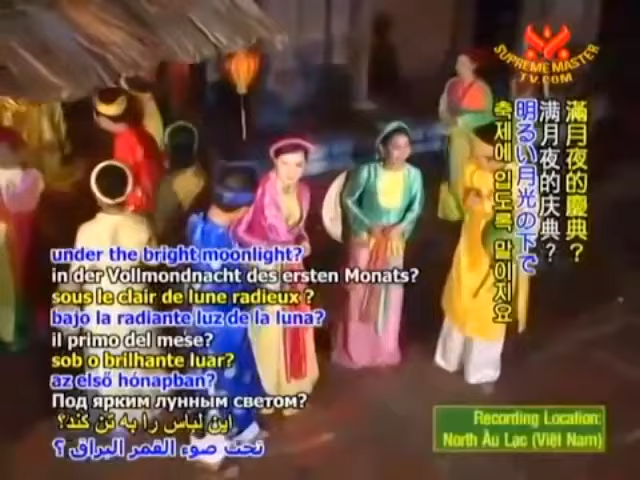 SUPREME MASTER
TV.COM
滿月夜的慶典？
满月夜的庆典？
明るい月光の下で
축제에 입도록 말이지요
under the bright moonlight?
in der Vollmondnacht des ersten Monats?
sous le clair de lune radieux ?
bajo la radiante luz de la luna?
il primo del mese?
sob o brilhante luar?
az első hónapban?
Под ярким лунным светом?
این لباس را به تن کند؟
تحت ضوء القمر البراق ؟
Recording Location:
North Âu Lạc (Việt Nam)